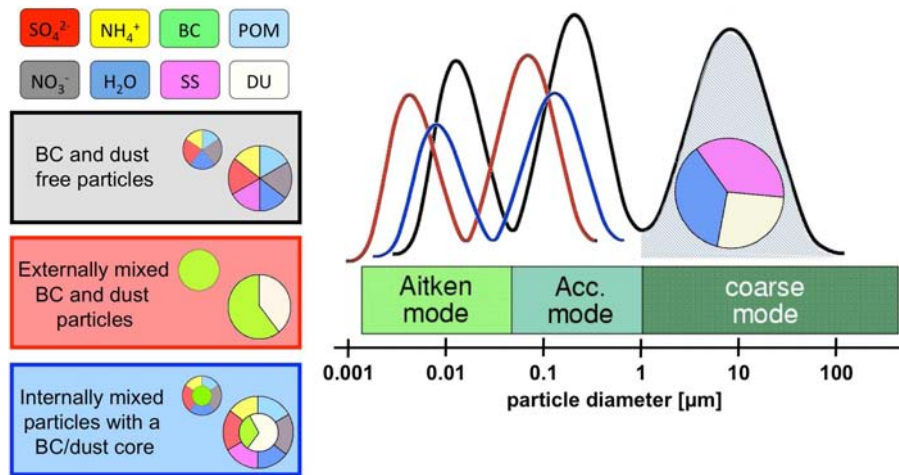 SO₄²⁻ NH₄⁺ BC POM
NO₃⁻ H₂O SS DU
BC and dust
free particles
Externally mixed
BC and dust
particles
Internally mixed
particles with a
BC/dust core
Aitken
mode
Acc.
mode
coarse
mode
0.001 0.01 0.1 1 10 100
particle diameter [µm]